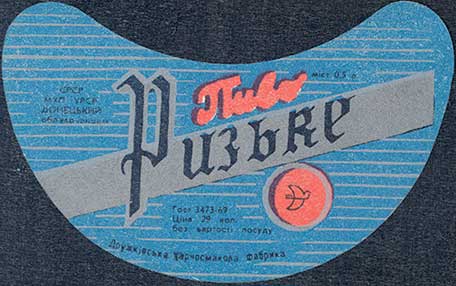 СРСР
МХП УРСР
ДОНЕЦЬКИЙ
Пиво
міст. 0,5 л.
Ризьке
Гост 3473-69
Ціна 29 коп.
без вартості посуду
Дружківська харчосмакова фабрика